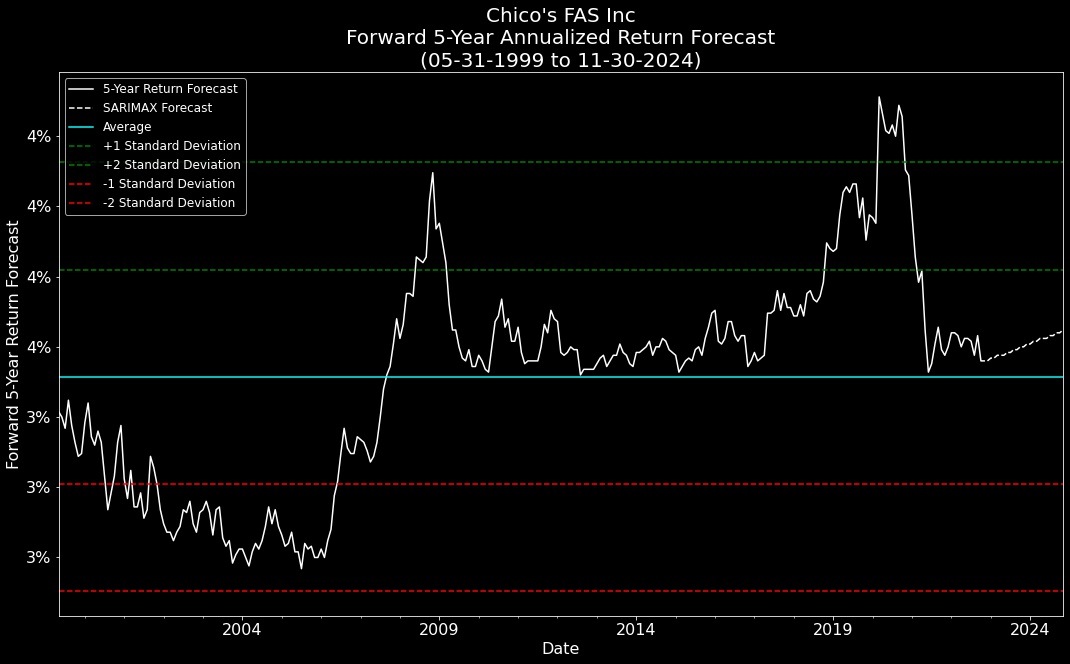 Chico's FAS Inc
Forward 5-Year Annualized Return Forecast
(05-31-1999 to 11-30-2024)
5-Year Return Forecast
SARIMAX Forecast
Average
+1 Standard Deviation
+2 Standard Deviation
-1 Standard Deviation
-2 Standard Deviation
Forward 5-Year Return Forecast
4%
4%
4%
4%
3%
3%
3%
2004
2009
2014
2019
2024
Date